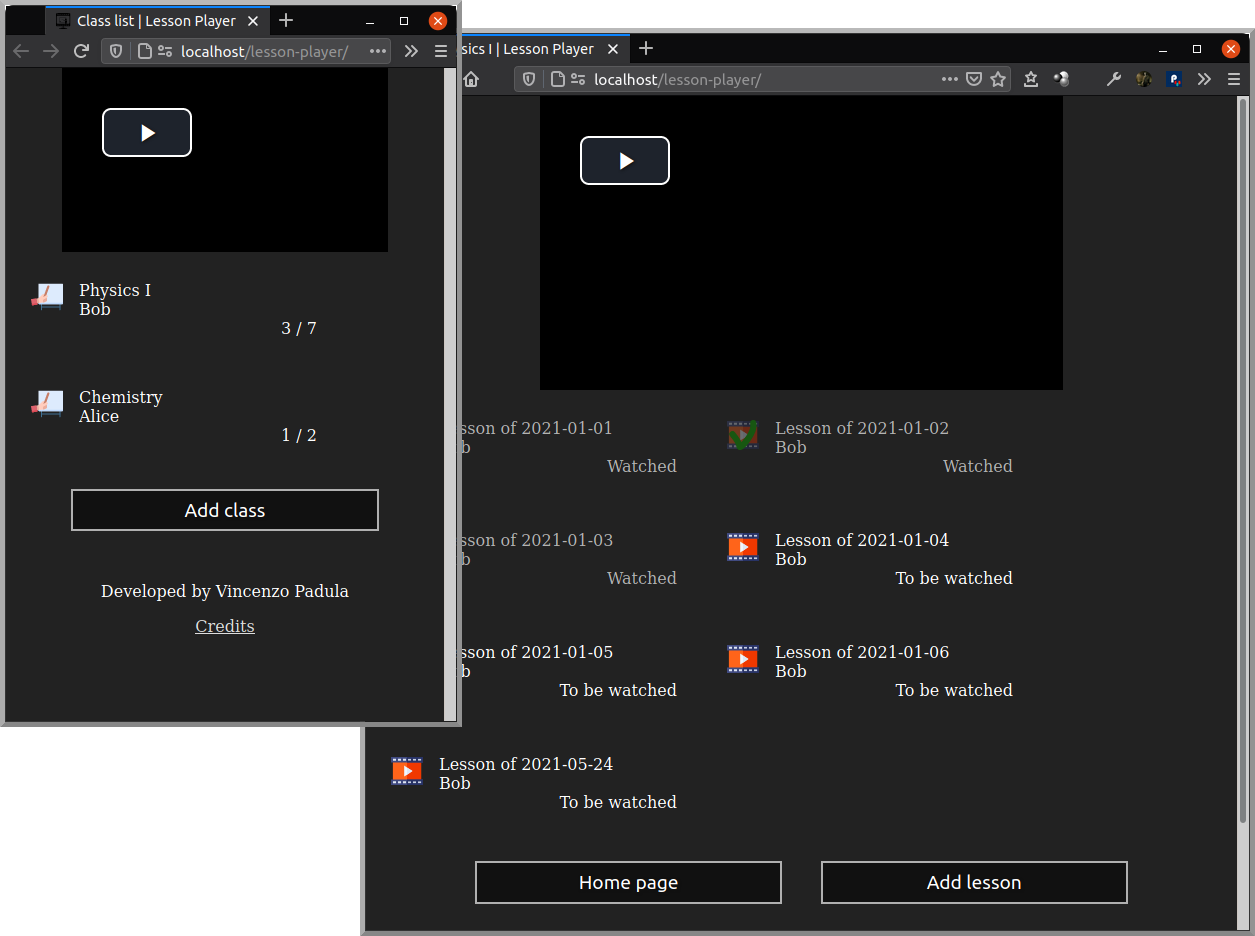 Class list | Lesson Player
localhost/lesson-player/
Physics I
Bob
3 / 7
Chemistry
Alice
1 / 2
Add class
Developed by Vincenzo Padula
Credits
sics I | Lesson Player
localhost/lesson-player/
sson of 2021-01-01
b
Watched
Lesson of 2021-01-02
Bob
Watched
sson of 2021-01-03
b
Watched
Lesson of 2021-01-04
Bob
To be watched
sson of 2021-01-05
b
To be watched
Lesson of 2021-01-06
Bob
To be watched
Lesson of 2021-05-24
Bob
To be watched
Home page
Add lesson